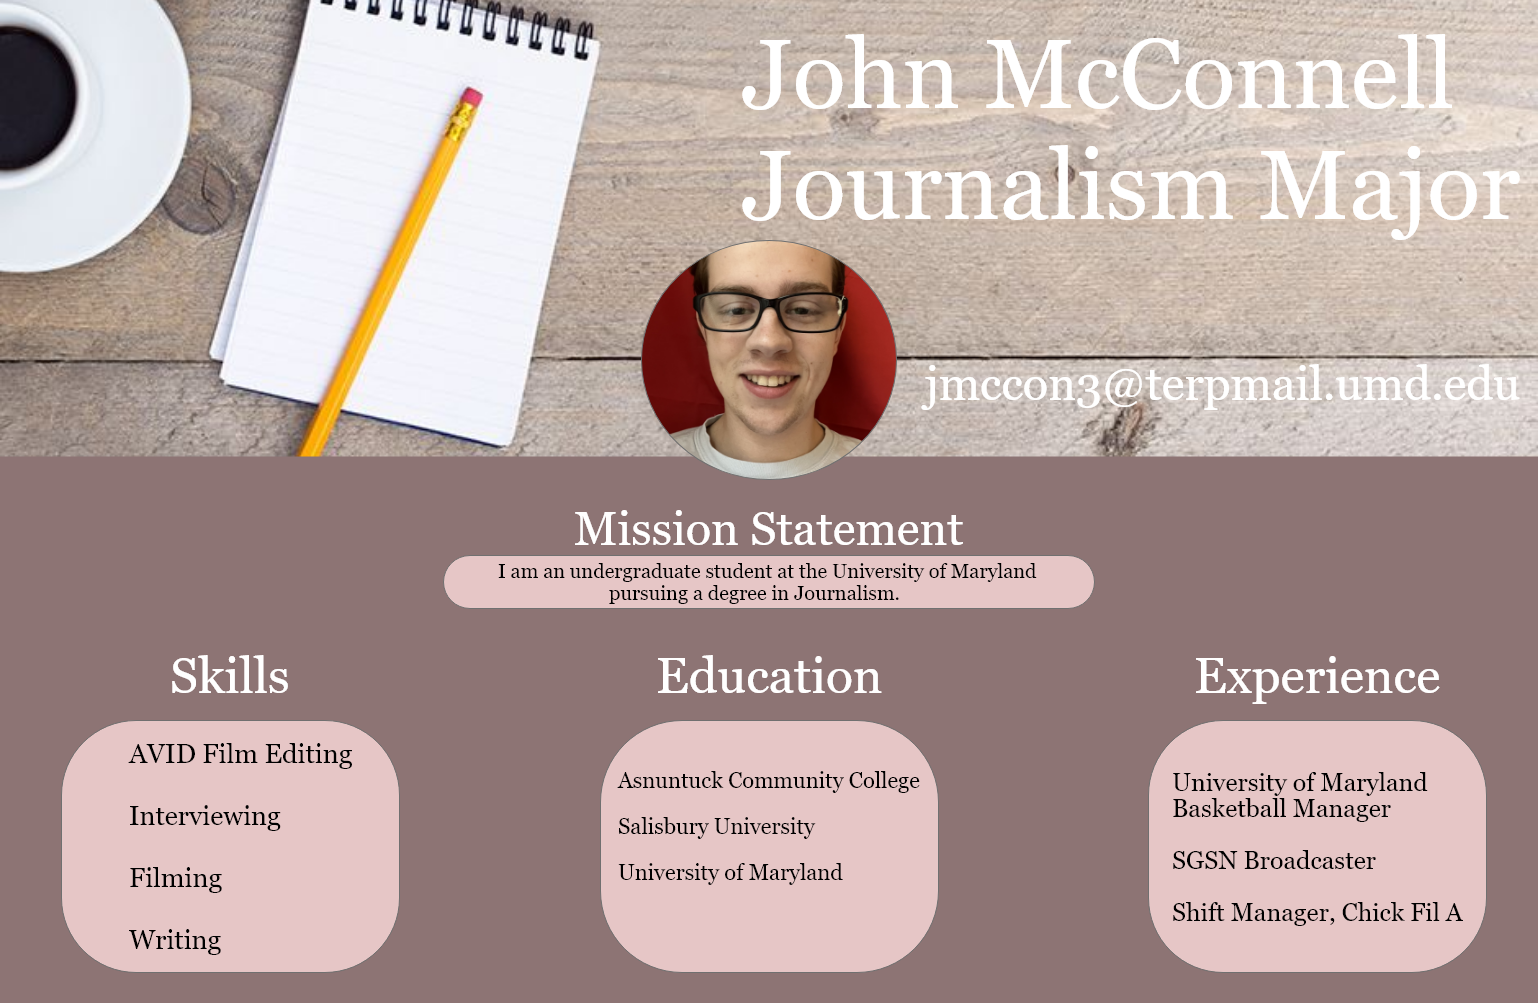 John McConnell
Journalism Major
jmccon3@terpmail.umd.edu
Mission Statement
I am an undergraduate student at the University of Maryland
pursuing a degree in Journalism.
Skills
AVID Film Editing
Interviewing
Filming
Writing
Education
Asnuntuck Community College
Salisbury University
University of Maryland
Experience
University of Maryland
Basketball Manager
SGSN Broadcaster
Shift Manager, Chick Fil A